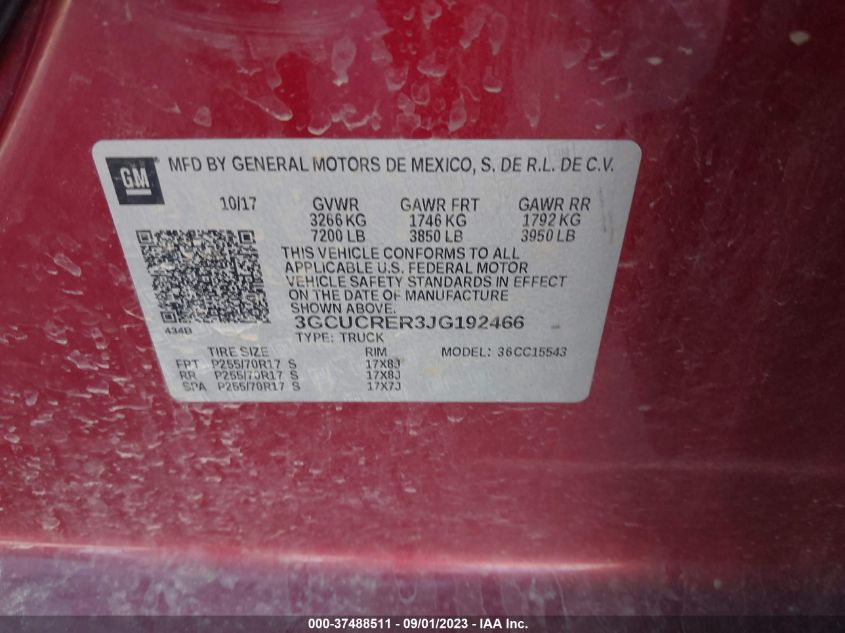 GM MFD BY GENERAL MOTORS DE MEXICO, S. DE R.L. DE C.V.
10/17 GVWR GAWR FRT GAWR RR
3266 KG 1746 KG 1792 KG
7200 LB 3850 LB 3950 LB
THIS VEHICLE CONFORMS TO ALL
APPLICABLE U.S. FEDERAL MOTOR
VEHICLE SAFETY STANDARDS IN EFFECT
ON THE DATE OF MANUFACTURE
SHOWN ABOVE.
434B 3GCUCRER3JG192466
TYPE: TRUCK
TIRE SIZE RIM MODEL: 36CC15543
FRT P255/70R17 S 17X8J
RR P255/70R17 S 17X8J
SPA P255/70R17 S 17X7J
000-37488511 - 09/01/2023 - IAA Inc.